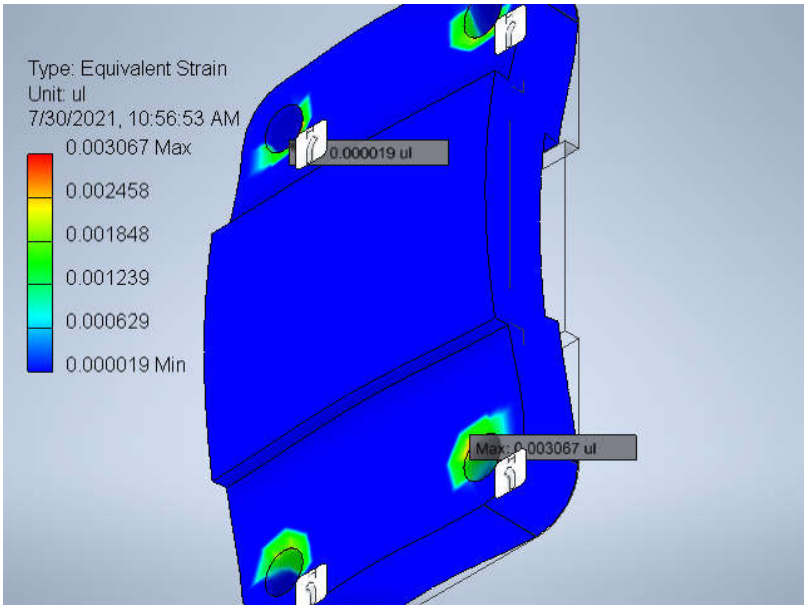 Type: Equivalent Strain
Unit: ul
7/30/2021, 10:56:53 AM
0.003067 Max
0.002458
0.001848
0.001239
0.000629
0.000019 Min
0.000019 ul
Max: 0.003067 ul